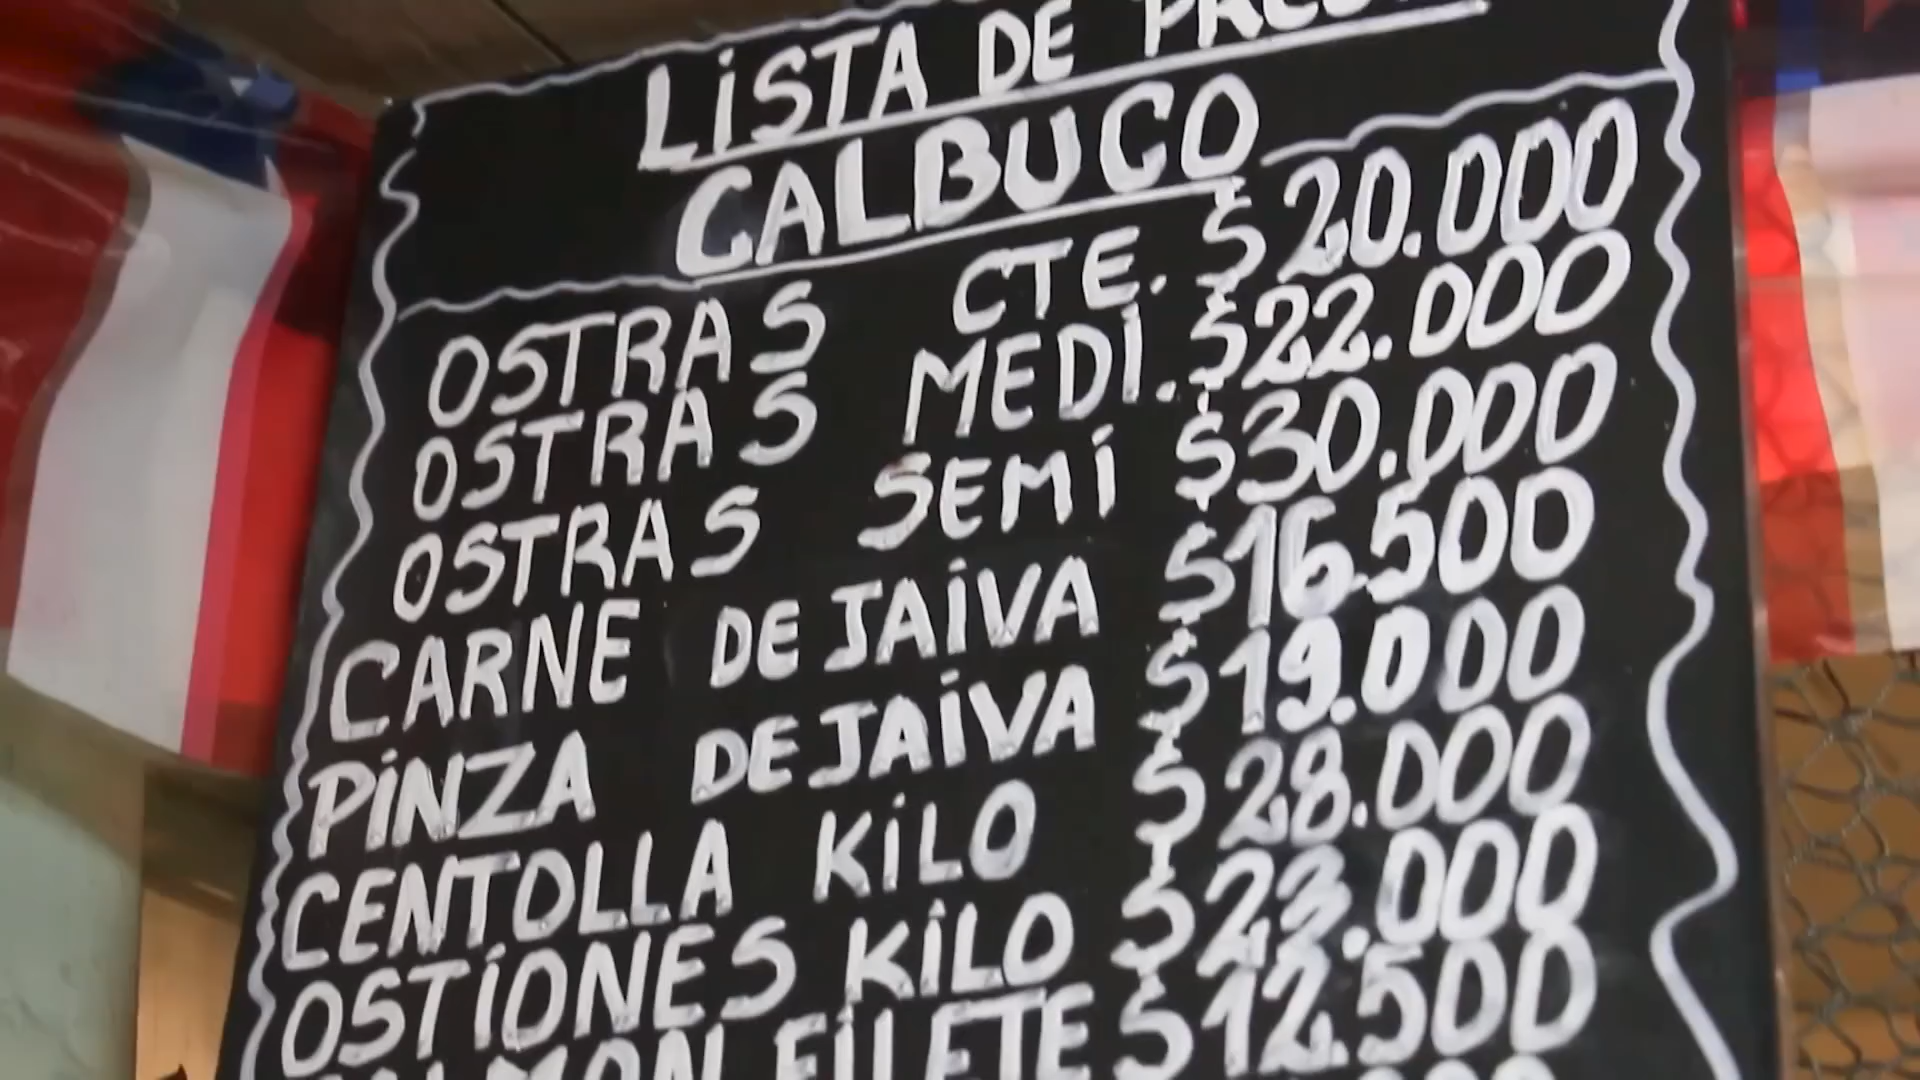 LiSTA DE
CALBUCO
OSTRAS CTE. $20.000
OSTRAS MEDi. $22.000
OSTRAS SEMi $30.000
CARNE DE JAiVA $16.500
PiNZA DE JAiVA $19.000
CENTOLLA KiLO $28.000
OSTiONES KiLO $23.000
FiLETE $12.500